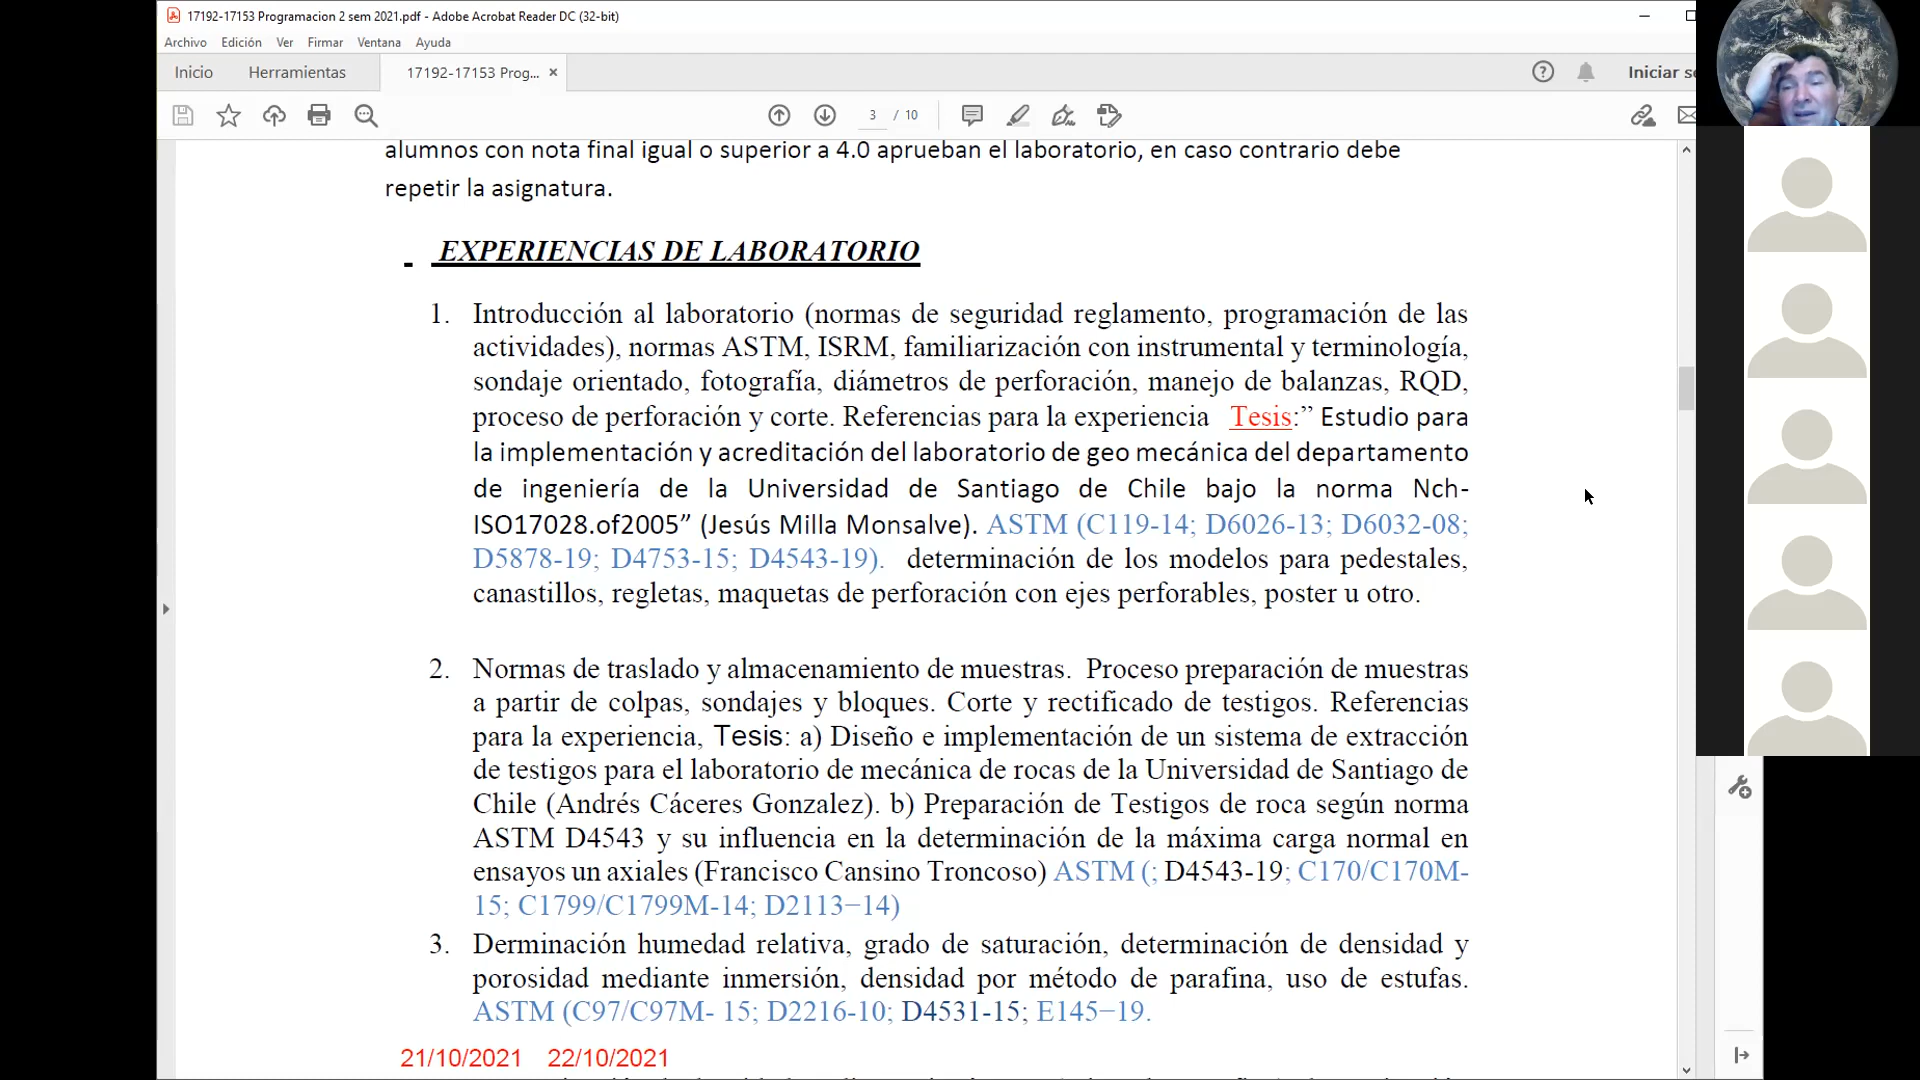 17192-17153 Programacion 2 sem 2021.pdf - Adobe Acrobat Reader DC (32-bit)
Archivo Edición Ver Firmar Ventana Ayuda
Inicio Herramientas 17192-17153 Prog... × Iniciar se
3 / 10
alumnos con nota final igual o superior a 4.0 aprueban el laboratorio, en caso contrario debe
repetir la asignatura.
- EXPERIENCIAS DE LABORATORIO
1. Introducción al laboratorio (normas de seguridad reglamento, programación de las
actividades), normas ASTM, ISRM, familiarización con instrumental y terminología,
sondaje orientado, fotografía, diámetros de perforación, manejo de balanzas, RQD,
proceso de perforación y corte. Referencias para la experiencia Tesis:” Estudio para
la implementación y acreditación del laboratorio de geo mecánica del departamento
de ingeniería de la Universidad de Santiago de Chile bajo la norma Nch-
ISO17028.of2005” (Jesús Milla Monsalve). ASTM (C119-14; D6026-13; D6032-08;
D5878-19; D4753-15; D4543-19). determinación de los modelos para pedestales,
canastillos, regletas, maquetas de perforación con ejes perforables, poster u otro.
2. Normas de traslado y almacenamiento de muestras. Proceso preparación de muestras
a partir de colpas, sondajes y bloques. Corte y rectificado de testigos. Referencias
para la experiencia, Tesis: a) Diseño e implementación de un sistema de extracción
de testigos para el laboratorio de mecánica de rocas de la Universidad de Santiago de
Chile (Andrés Cáceres Gonzalez). b) Preparación de Testigos de roca según norma
ASTM D4543 y su influencia en la determinación de la máxima carga normal en
ensayos un axiales (Francisco Cansino Troncoso) ASTM (; D4543-19; C170/C170M-
15; C1799/C1799M-14; D2113−14)
3. Derminación humedad relativa, grado de saturación, determinación de densidad y
porosidad mediante inmersión, densidad por método de parafina, uso de estufas.
ASTM (C97/C97M- 15; D2216-10; D4531-15; E145−19.
21/10/2021 22/10/2021